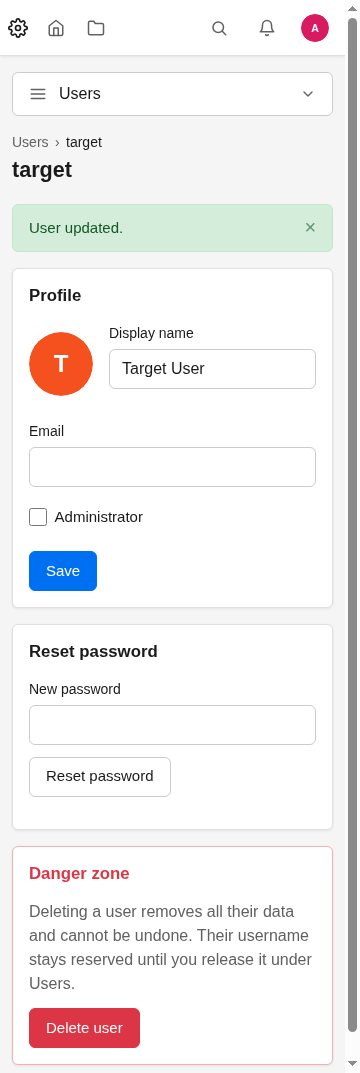 A
Users
Users › target
target
User updated. ×
Profile
T
Display name
Target User
Email
Administrator
Save
Reset password
New password
Reset password
Danger zone
Deleting a user removes all their data
and cannot be undone. Their username
stays reserved until you release it under
Users.
Delete user